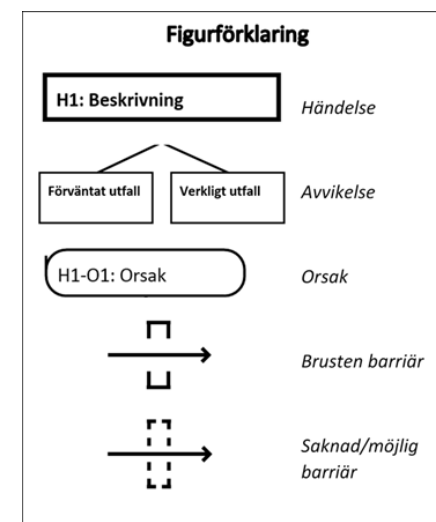 Figurförklaring
H1: Beskrivning
Händelse
Förväntat utfall
Verkligt utfall
Avvikelse
H1-O1: Orsak
Orsak
Brusten barriär
Saknad/möjlig
barriär